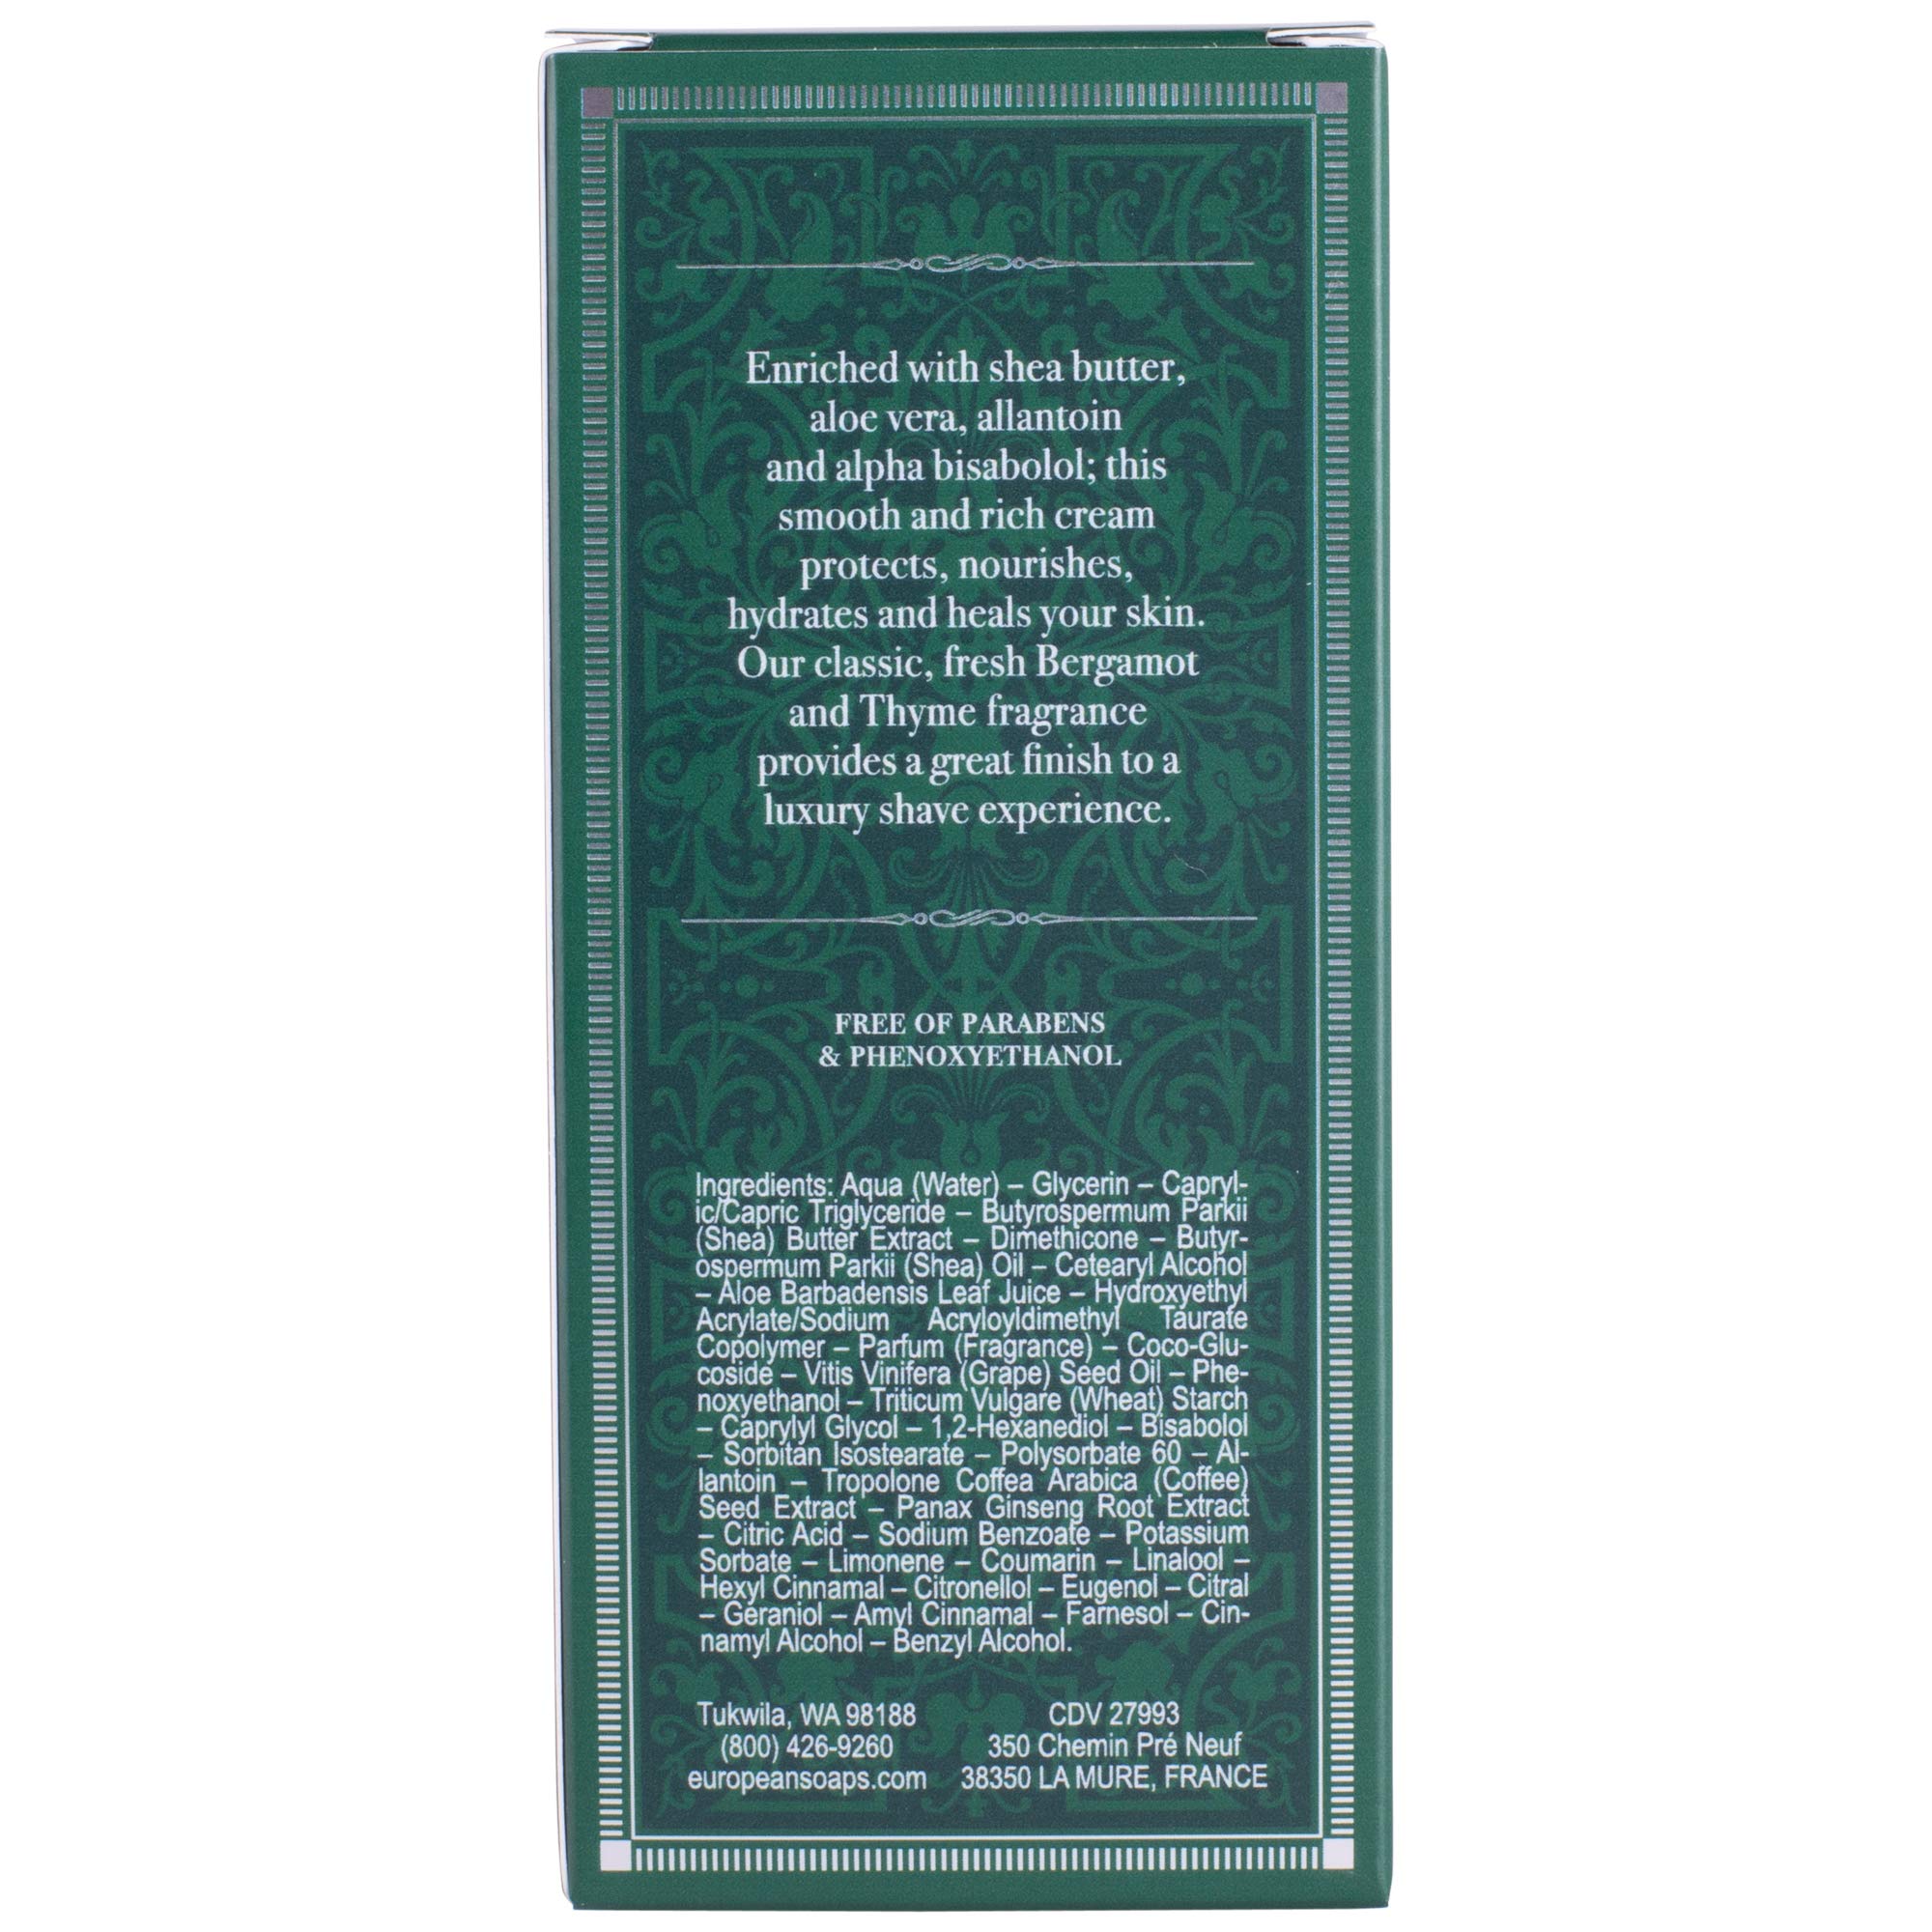 Enriched with shea butter,
aloe vera, allantoin
and alpha bisabolol; this
smooth and rich cream
protects, nourishes,
hydrates and heals your skin.
Our classic, fresh Bergamot
and Thyme fragrance
provides a great finish to a
luxury shave experience.
FREE OF PARABENS
& PHENOXYETHANOL
Ingredients: Aqua (Water) – Glycerin – Capryl-
ic/Capric Triglyceride – Butyrospermum Parkii
(Shea) Butter Extract – Dimethicone – Butyr-
ospermum Parkii (Shea) Oil – Cetearyl Alcohol
– Aloe Barbadensis Leaf Juice – Hydroxyethyl
Acrylate/Sodium Acryloyldimethyl Taurate
Copolymer – Parfum (Fragrance) – Coco-Glu-
coside – Vitis Vinifera (Grape) Seed Oil – Phe-
noxyethanol – Triticum Vulgare (Wheat) Starch
– Caprylyl Glycol – 1,2-Hexanediol – Bisabolol
– Sorbitan Isostearate – Polysorbate 60 – Al-
lantoin – Tropolone Coffea Arabica (Coffee)
Seed Extract – Panax Ginseng Root Extract
– Citric Acid – Sodium Benzoate – Potassium
Sorbate – Limonene – Coumarin – Linalool –
Hexyl Cinnamal – Citronellol – Eugenol – Citral
– Geraniol – Amyl Cinnamal – Farnesol – Cin-
namyl Alcohol – Benzyl Alcohol.
Tukwila, WA 98188
(800) 426-9260
europeansoaps.com
CDV 27993
350 Chemin Pré Neuf
38350 LA MURE, FRANCE